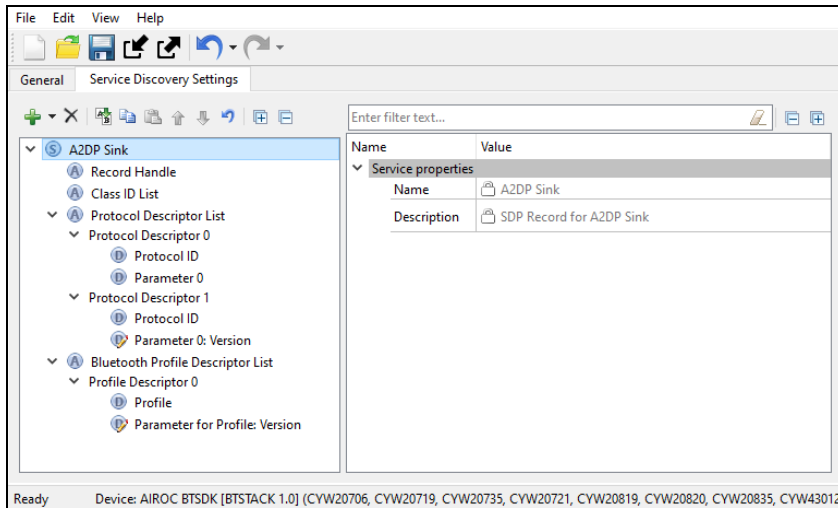 File Edit View Help
General Service Discovery Settings
Enter filter text...
Name Value
Service properties
Name A2DP Sink
Description SDP Record for A2DP Sink
S A2DP Sink
A Record Handle
A Class ID List
A Protocol Descriptor List
Protocol Descriptor 0
D Protocol ID
D Parameter 0
Protocol Descriptor 1
D Protocol ID
D Parameter 0: Version
A Bluetooth Profile Descriptor List
Profile Descriptor 0
D Profile
D Parameter for Profile: Version
Ready Device: AIROC BTSDK [BTSTACK 1.0] (CYW20706, CYW20719, CYW20735, CYW20721, CYW20819, CYW20820, CYW20835, CYW43012